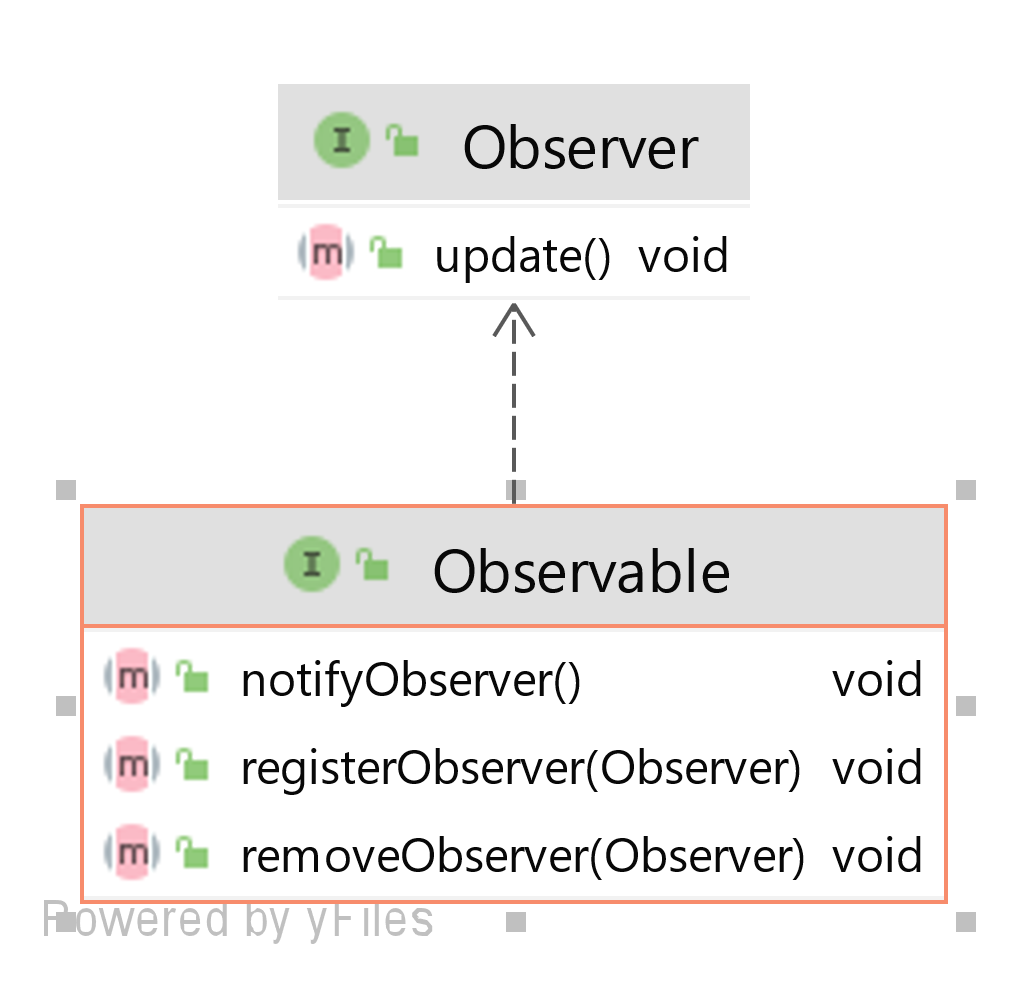 I Observer
m update() void
I Observable
m notifyObserver() void
m registerObserver(Observer) void
m removeObserver(Observer) void
Powered by yFiles